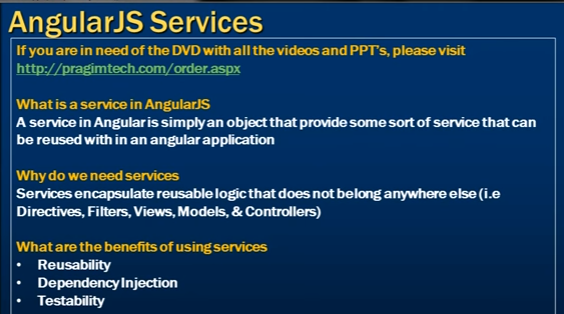 AngularJS Services
If you are in need of the DVD with all the videos and PPT's, please visit
http://pragimtech.com/order.aspx
What is a service in AngularJS
A service in Angular is simply an object that provide some sort of service that can
be reused with in an angular application
Why do we need services
Services encapsulate reusable logic that does not belong anywhere else (i.e
Directives, Filters, Views, Models, & Controllers)
What are the benefits of using services
• Reusability
• Dependency Injection
• Testability